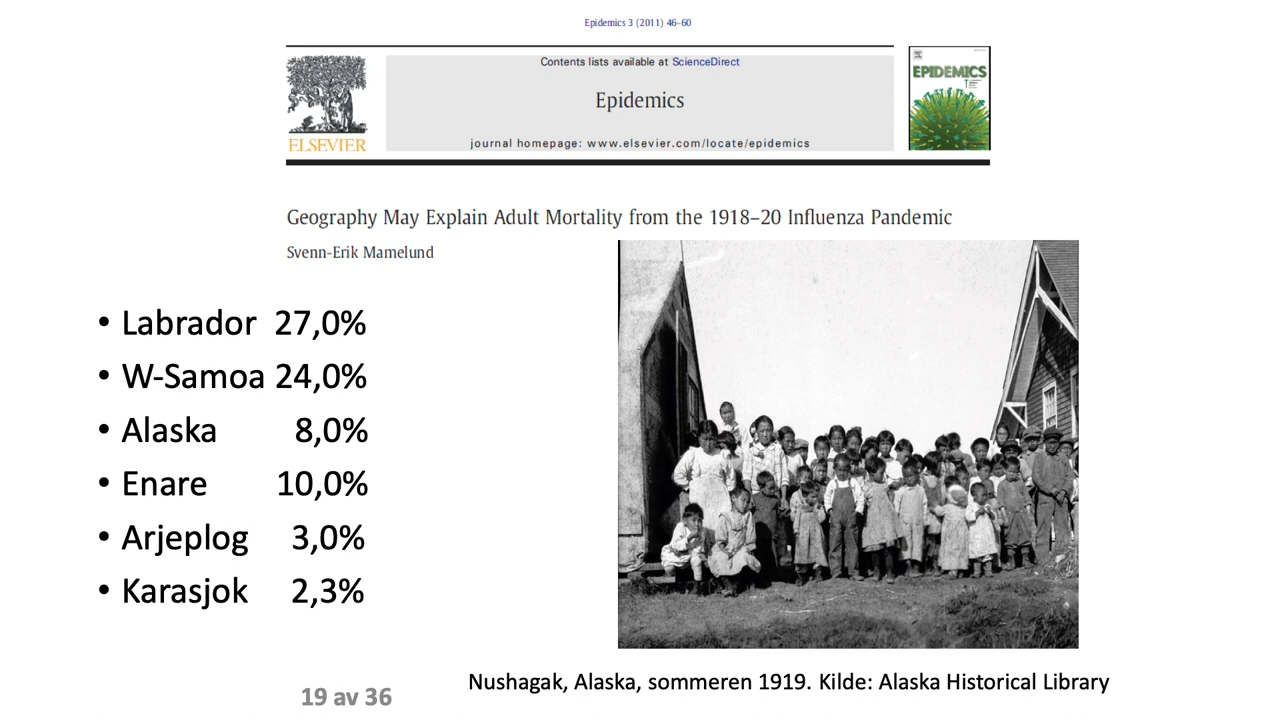 Epidemics 3 (2011) 46–60
Contents lists available at ScienceDirect
Epidemics
journal homepage: www.elsevier.com/locate/epidemics
ELSEVIER
EPIDEMICS
Geography May Explain Adult Mortality from the 1918–20 Influenza Pandemic
Svenn-Erik Mamelund
• Labrador 27,0%
• W-Samoa 24,0%
• Alaska 8,0%
• Enare 10,0%
• Arjeplog 3,0%
• Karasjok 2,3%
Nushagak, Alaska, sommeren 1919. Kilde: Alaska Historical Library
19 av 36